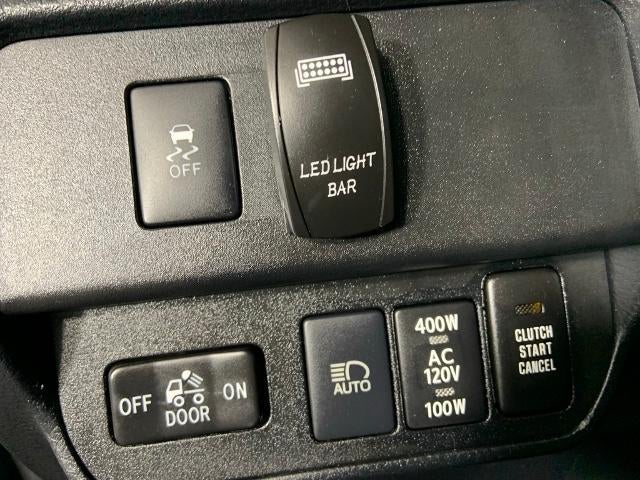 OFF
LED LIGHT
BAR
OFF DOOR ON
AUTO
400W
AC
120V
100W
CLUTCH
START
CANCEL